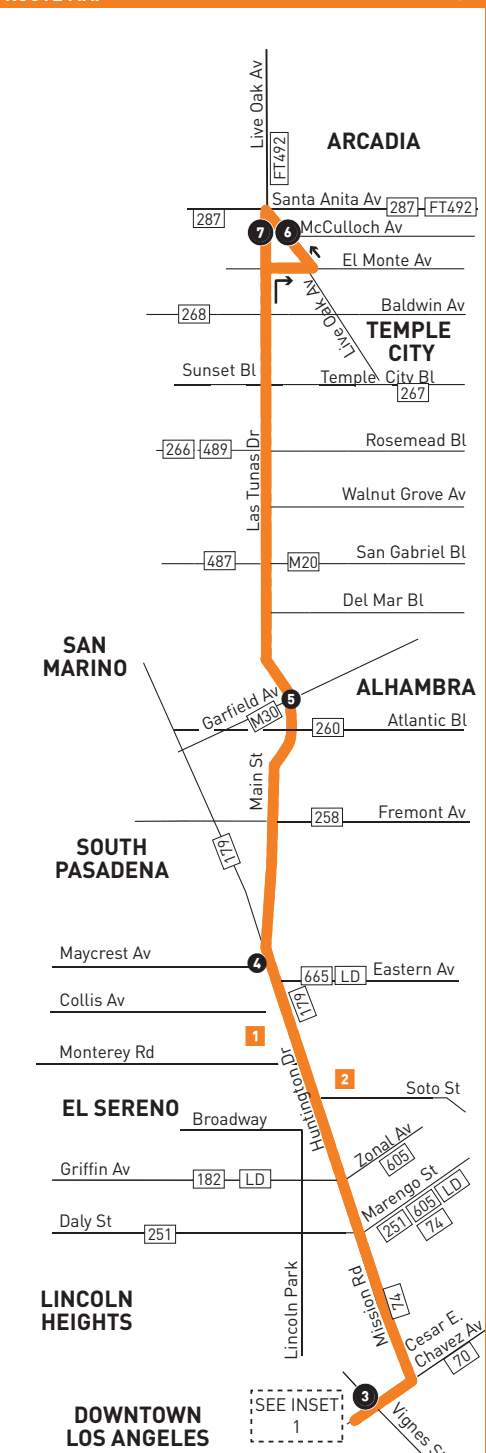 Live Oak Av
FT492
ARCADIA
Santa Anita Av
287
FT492
287
7
6
McCulloch Av
El Monte Av
Live Oak Av
Baldwin Av
268
TEMPLE
CITY
Sunset Bl
Temple City Bl
267
Las Tunas Dr
Rosemead Bl
266
489
Walnut Grove Av
San Gabriel Bl
487
M20
Del Mar Bl
SAN
MARINO
5
ALHAMBRA
Garfield Av
M30
Atlantic Bl
260
Main St
Fremont Av
258
SOUTH
PASADENA
179
Maycrest Av
4
665
LD
Eastern Av
179
Collis Av
1
Monterey Rd
Huntington Dr
2
Soto St
EL SERENO
Broadway
Zonal Av
605
Griffin Av
182
LD
Marengo St
251
605
LD
74
Daly St
251
Lincoln Park
Mission Rd
74
LINCOLN
HEIGHTS
Cesar E.
Chavez Av
70
3
SEE INSET
1
Vignes
DOWNTOWN
LOS ANGELES